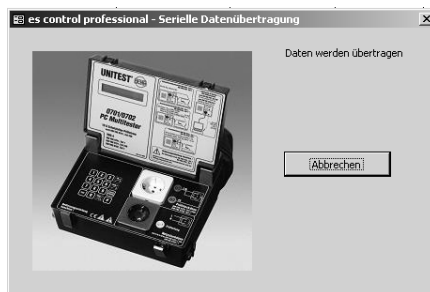 es control professional - Serielle Datenübertragung
Daten werden übertragen
UNITEST
0701/0702
PC Multitester
Abbrechen